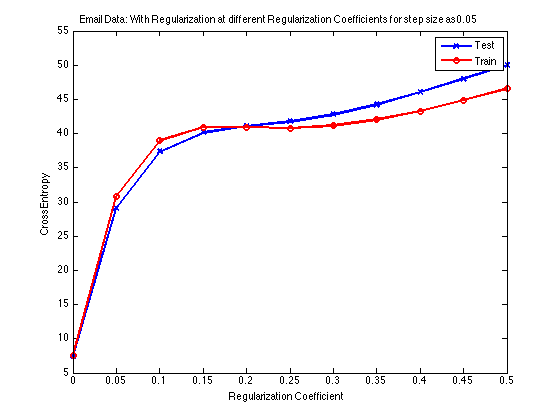 Email Data: With Regularization at different Regularization Coefficients for step size as0.05
55
50
45
40
35
30
25
20
15
10
5
CrossEntropy
Test
Train
0 0.05 0.1 0.15 0.2 0.25 0.3 0.35 0.4 0.45 0.5
Regularization Coefficient